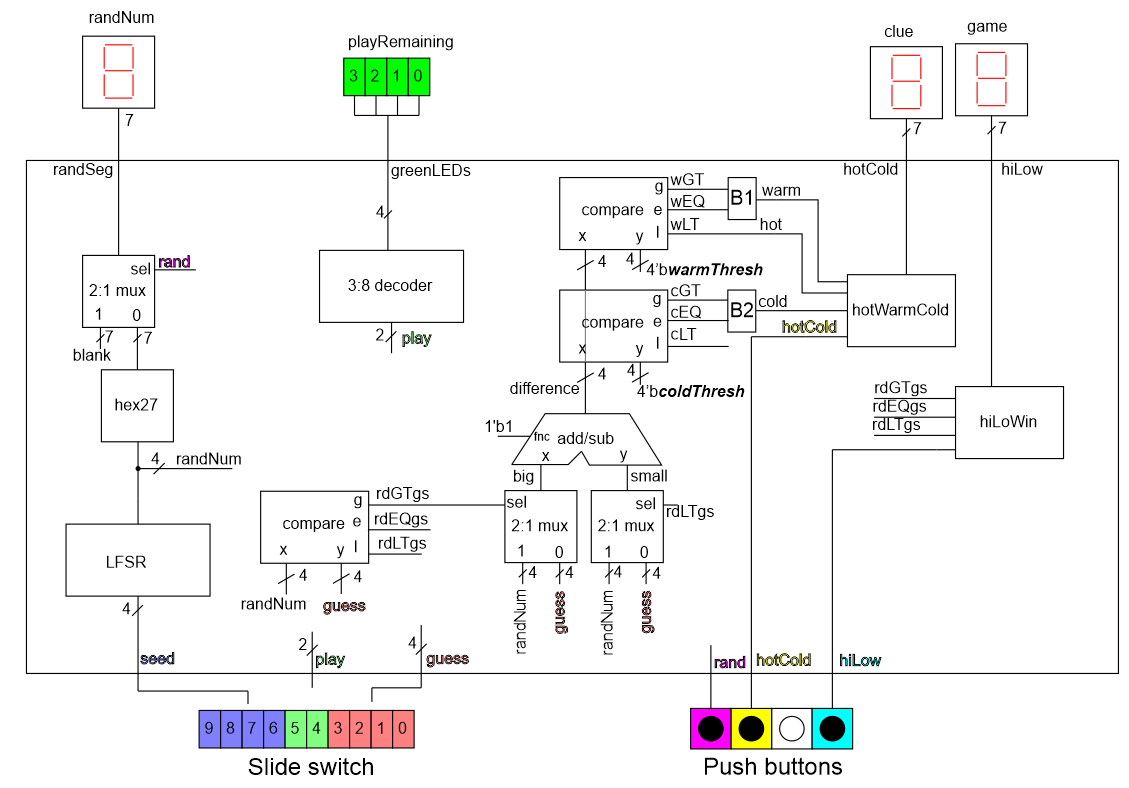 randNum
playRemaining
clue
game
3 2 1 0
7
7
7
randSeg
greenLEDs
hotCold
hiLow
4
wGT
wEQ
wLT
g
e
l
compare
x
y
B1
warm
hot
4
4
4'bwarmThresh
sel
rand
2:1 mux
1 0
7
7
blank
3:8 decoder
2
play
cGT
cEQ
cLT
g
e
l
compare
x
y
B2
cold
hotCold
hotWarmCold
4
4
4'bcoldThresh
difference
hex27
4
randNum
1'b1
fnc
add/sub
x
y
big
small
rdGTgs
rdEQgs
rdLTgs
hiLoWin
LFSR
4
compare
g
e
l
x
y
rdGTgs
rdEQgs
rdLTgs
4
4
randNum
guess
sel
2:1 mux
1 0
4
4
randNum
guess
sel
rdLTgs
2:1 mux
1 0
4
4
randNum
guess
seed
2
play
4
guess
rand
hotCold
hiLow
9 8 7 6 5 4 3 2 1 0
Slide switch
Push buttons